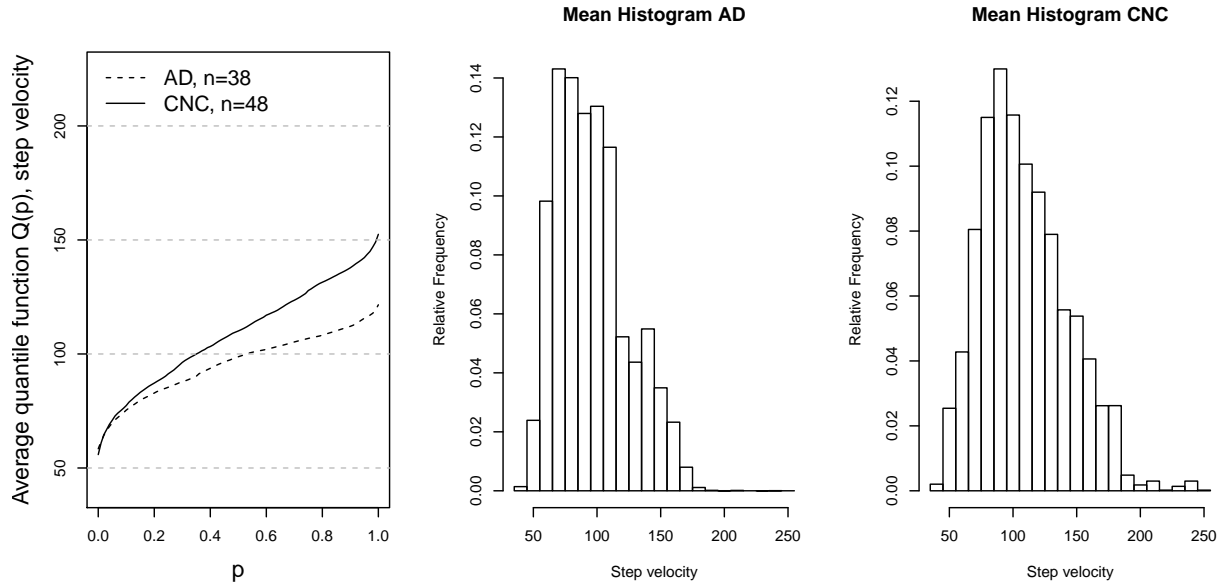 Average quantile function Q(p), step velocity
200
150
100
50
AD, n=38
CNC, n=48
0.0 0.2 0.4 0.6 0.8 1.0
p
Mean Histogram AD
Relative Frequency
0.14
0.12
0.10
0.08
0.06
0.04
0.02
0.00
50 100 150 200 250
Step velocity
Mean Histogram CNC
Relative Frequency
0.12
0.10
0.08
0.06
0.04
0.02
0.00
50 100 150 200 250
Step velocity